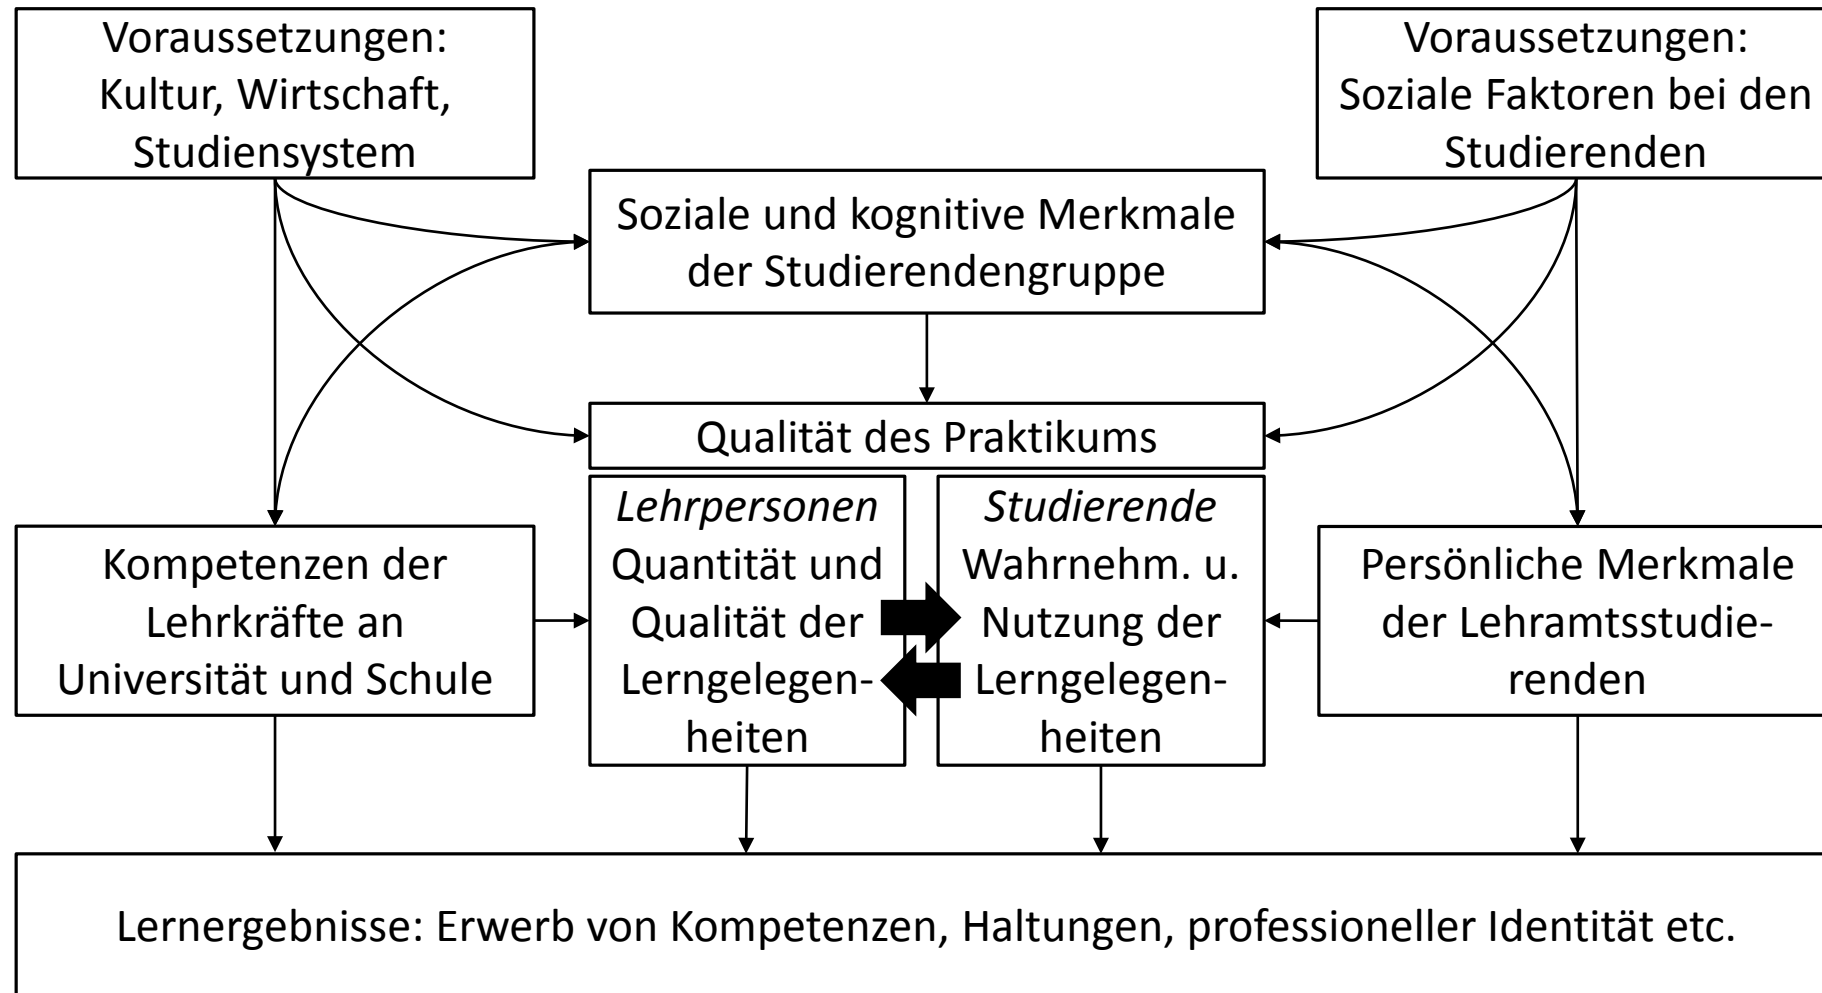 Voraussetzungen:
Kultur, Wirtschaft,
Studiensystem
Voraussetzungen:
Soziale Faktoren bei den
Studierenden
Soziale und kognitive Merkmale
der Studierendengruppe
Qualität des Praktikums
Kompetenzen der
Lehrkräfte an
Universität und Schule
Lehrpersonen
Quantität und
Qualität der
Lerngelegen-
heiten
Studierende
Wahrnehm. u.
Nutzung der
Lerngelegen-
heiten
Persönliche Merkmale
der Lehramtsstudie-
renden
Lernergebnisse: Erwerb von Kompetenzen, Haltungen, professioneller Identität etc.